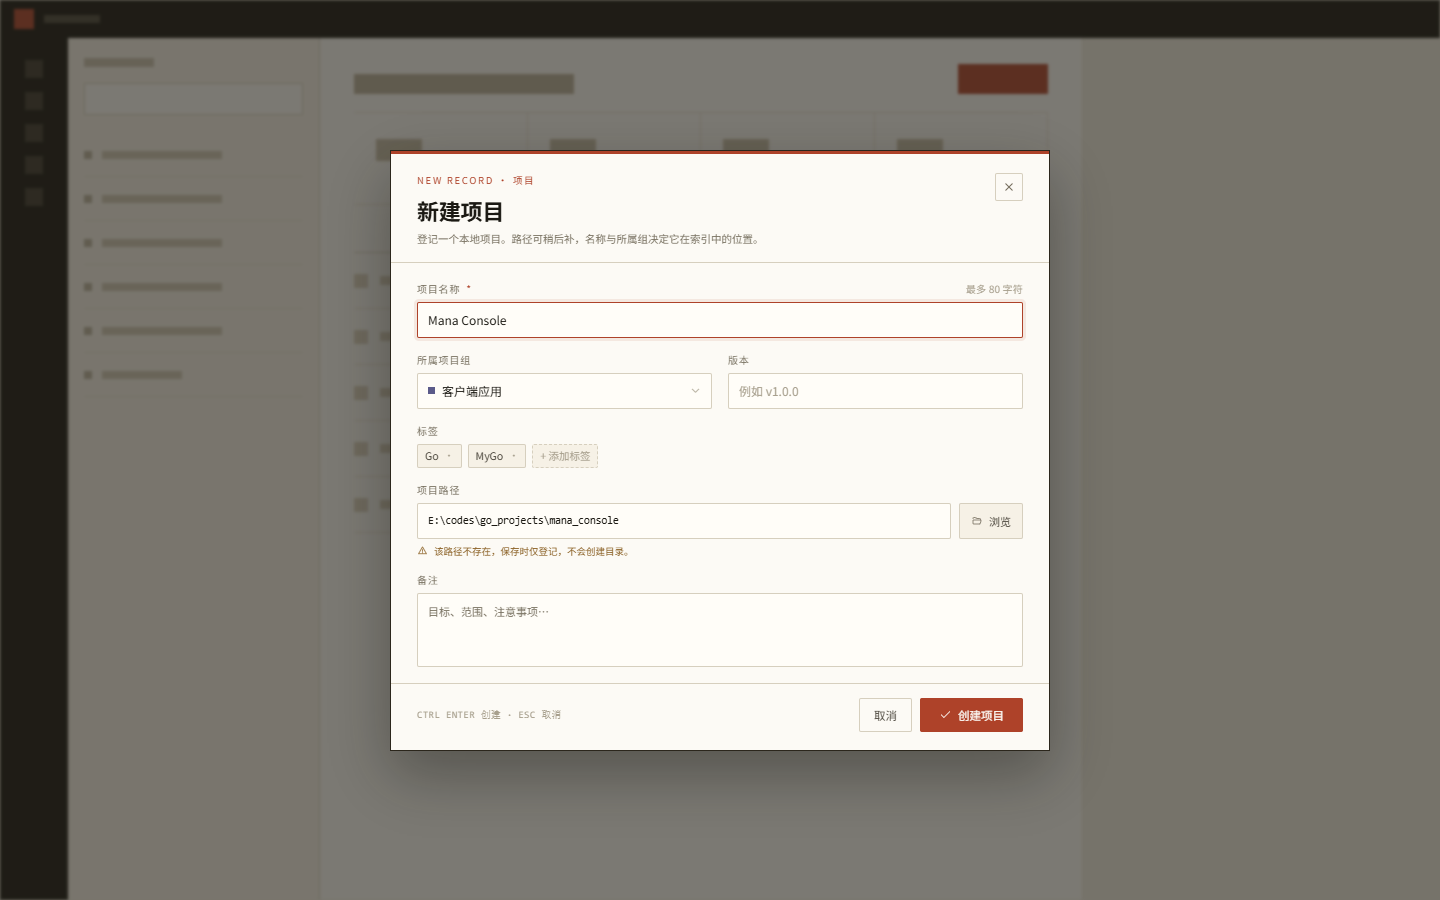 NEW RECORD · 项目
新建项目
登记一个本地项目。路径可稍后补，名称与所属组决定它在索引中的位置。
项目名称 *
最多 80 字符
Mana Console
所属项目组
版本
客户端应用
例如 v1.0.0
标签
Go ·
MyGo ·
+ 添加标签
项目路径
E:\codes\go_projects\mana_console
浏览
该路径不存在，保存时仅登记，不会创建目录。
备注
目标、范围、注意事项…
CTRL ENTER 创建 · ESC 取消
取消
创建项目